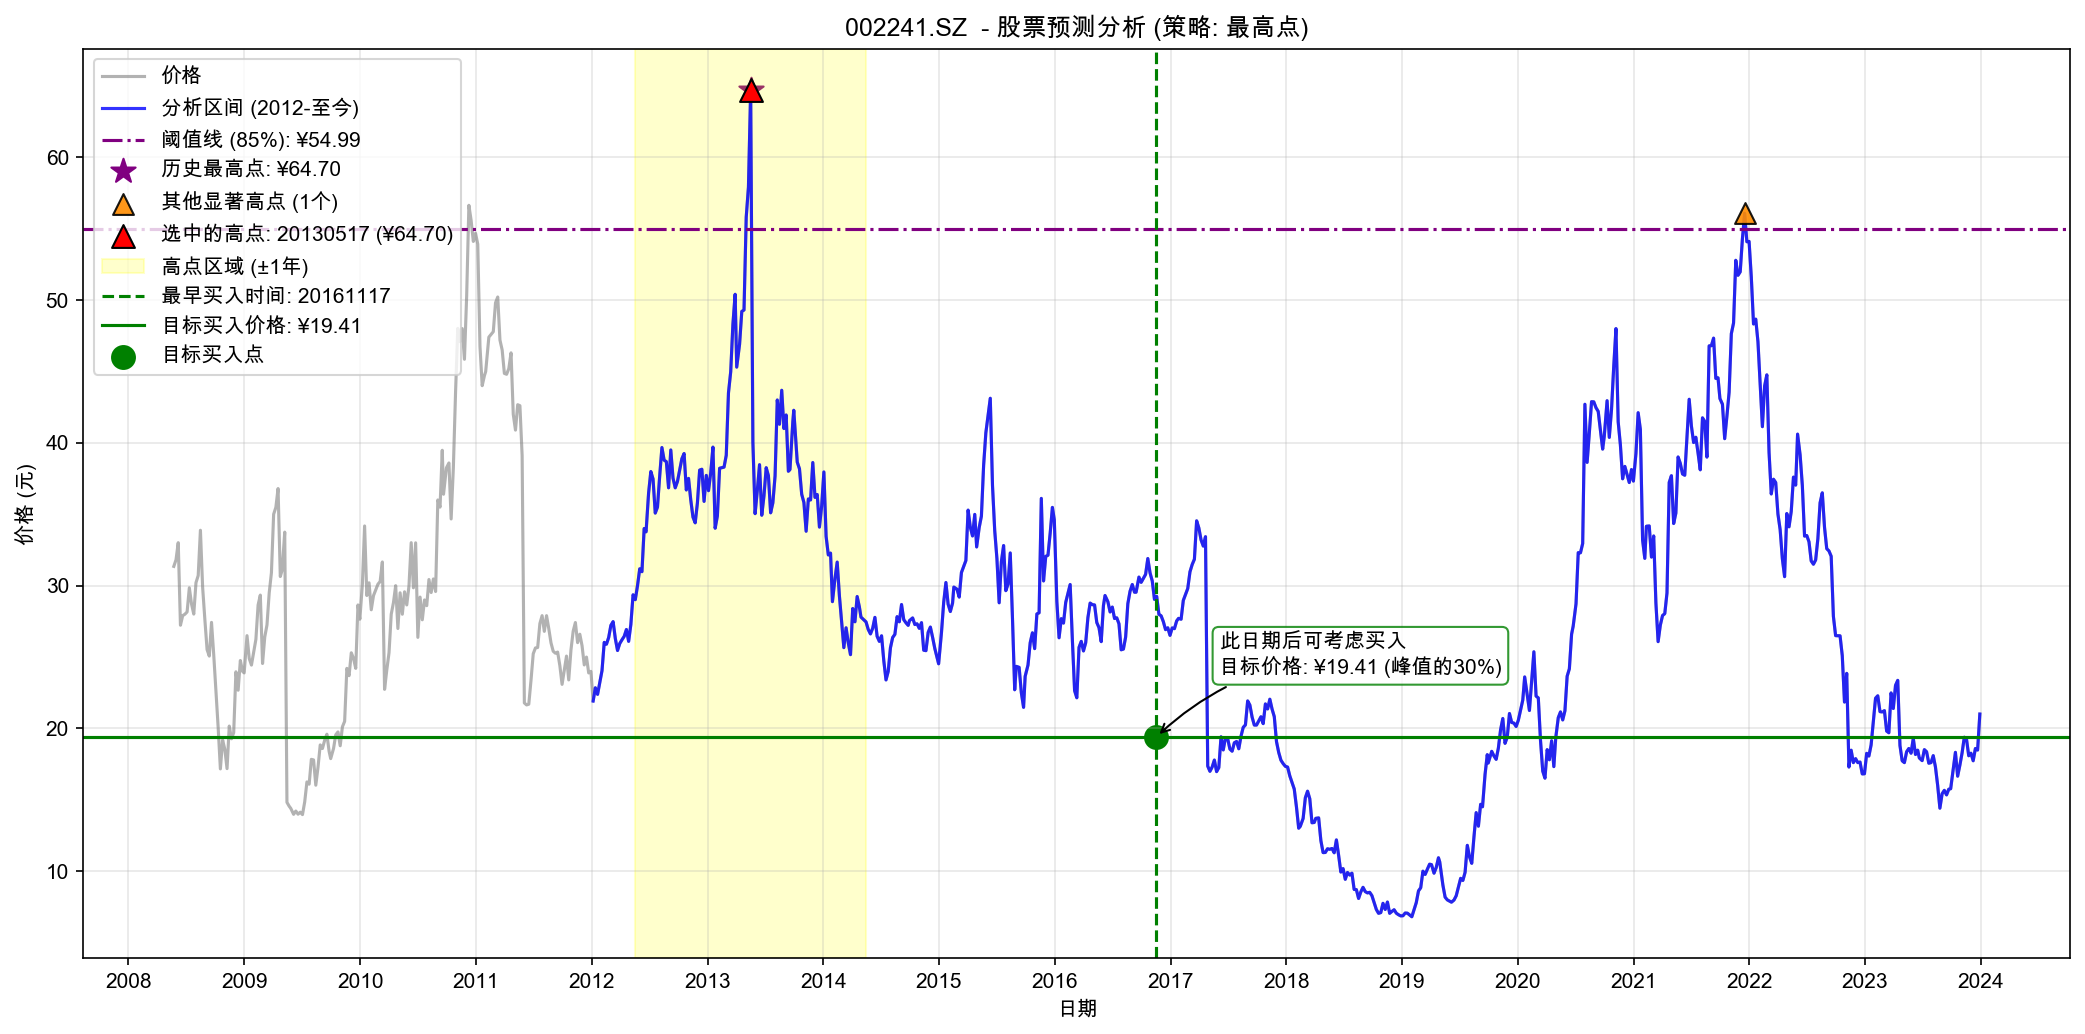 002241.SZ  - 股票预测分析 (策略: 最高点)
价格
分析区间 (2012-至今)
阈值线 (85%): ¥54.99
历史最高点: ¥64.70
其他显著高点 (1个)
选中的高点: 20130517 (¥64.70)
高点区域 (±1年)
最早买入时间: 20161117
目标买入价格: ¥19.41
目标买入点
此日期后可考虑买入
目标价格: ¥19.41 (峰值的30%)
价格 (元)
60
50
40
30
20
10
2008 2009 2010 2011 2012 2013 2014 2015 2016 2017 2018 2019 2020 2021 2022 2023 2024
日期